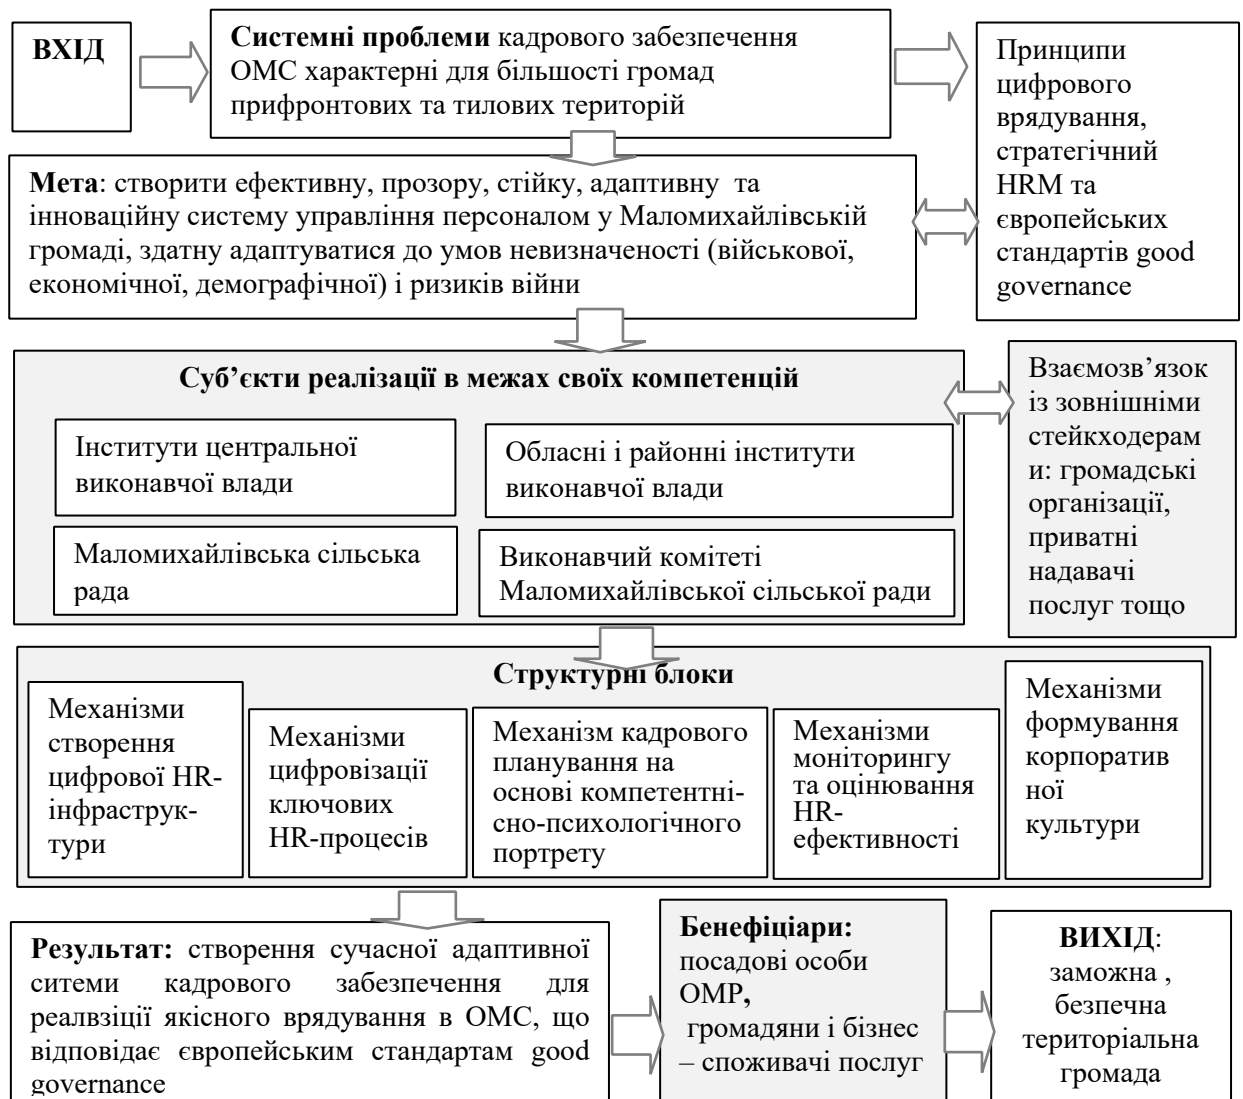 ВХІД
Системні проблеми кадрового забезпечення
ОМС характерні для більшості громад
прифронтових та тилових територій
Принципи
цифрового
врядування,
стратегічний
HRM та
європейських
стандартів good
governance
Мета: створити ефективну, прозору, стійку, адаптивну та
інноваційну систему управління персоналом у Маломихайлівській
громаді, здатну адаптуватися до умов невизначеності (військової,
економічної, демографічної) і ризиків війни
Суб’єкти реалізації в межах своїх компетенцій
Інститути центральної
виконавчої влади
Обласні і районні інститути
виконавчої влади
Маломихайлівська сільська
рада
Виконавчий комітеті
Маломихайлівської сільської ради
Взаємозв’язок
із зовнішніми
стейкходерам
и: громадські
організації,
приватні
надавачі
послуг тощо
Структурні блоки
Механізми
створення
цифрової HR-
інфраструк-
тури
Механізми
цифровізації
ключових
HR-процесів
Механізм кадрового
планування на
основі компетентні-
сно-психологічного
портрету
Механізми
моніторингу
та оцінювання
HR-
ефективності
Механізми
формування
корпоратив
ної
культури
Результат: створення сучасної адаптивної
ситеми кадрового забезпечення для
реалвзіції якісного врядування в ОМС, що
відповідає європейським стандартам good
governance
Бенефіціари:
посадові особи
ОМР,
громадяни і бізнес
– споживачі послуг
ВИХІД:
заможна ,
безпечна
територіальна
громада